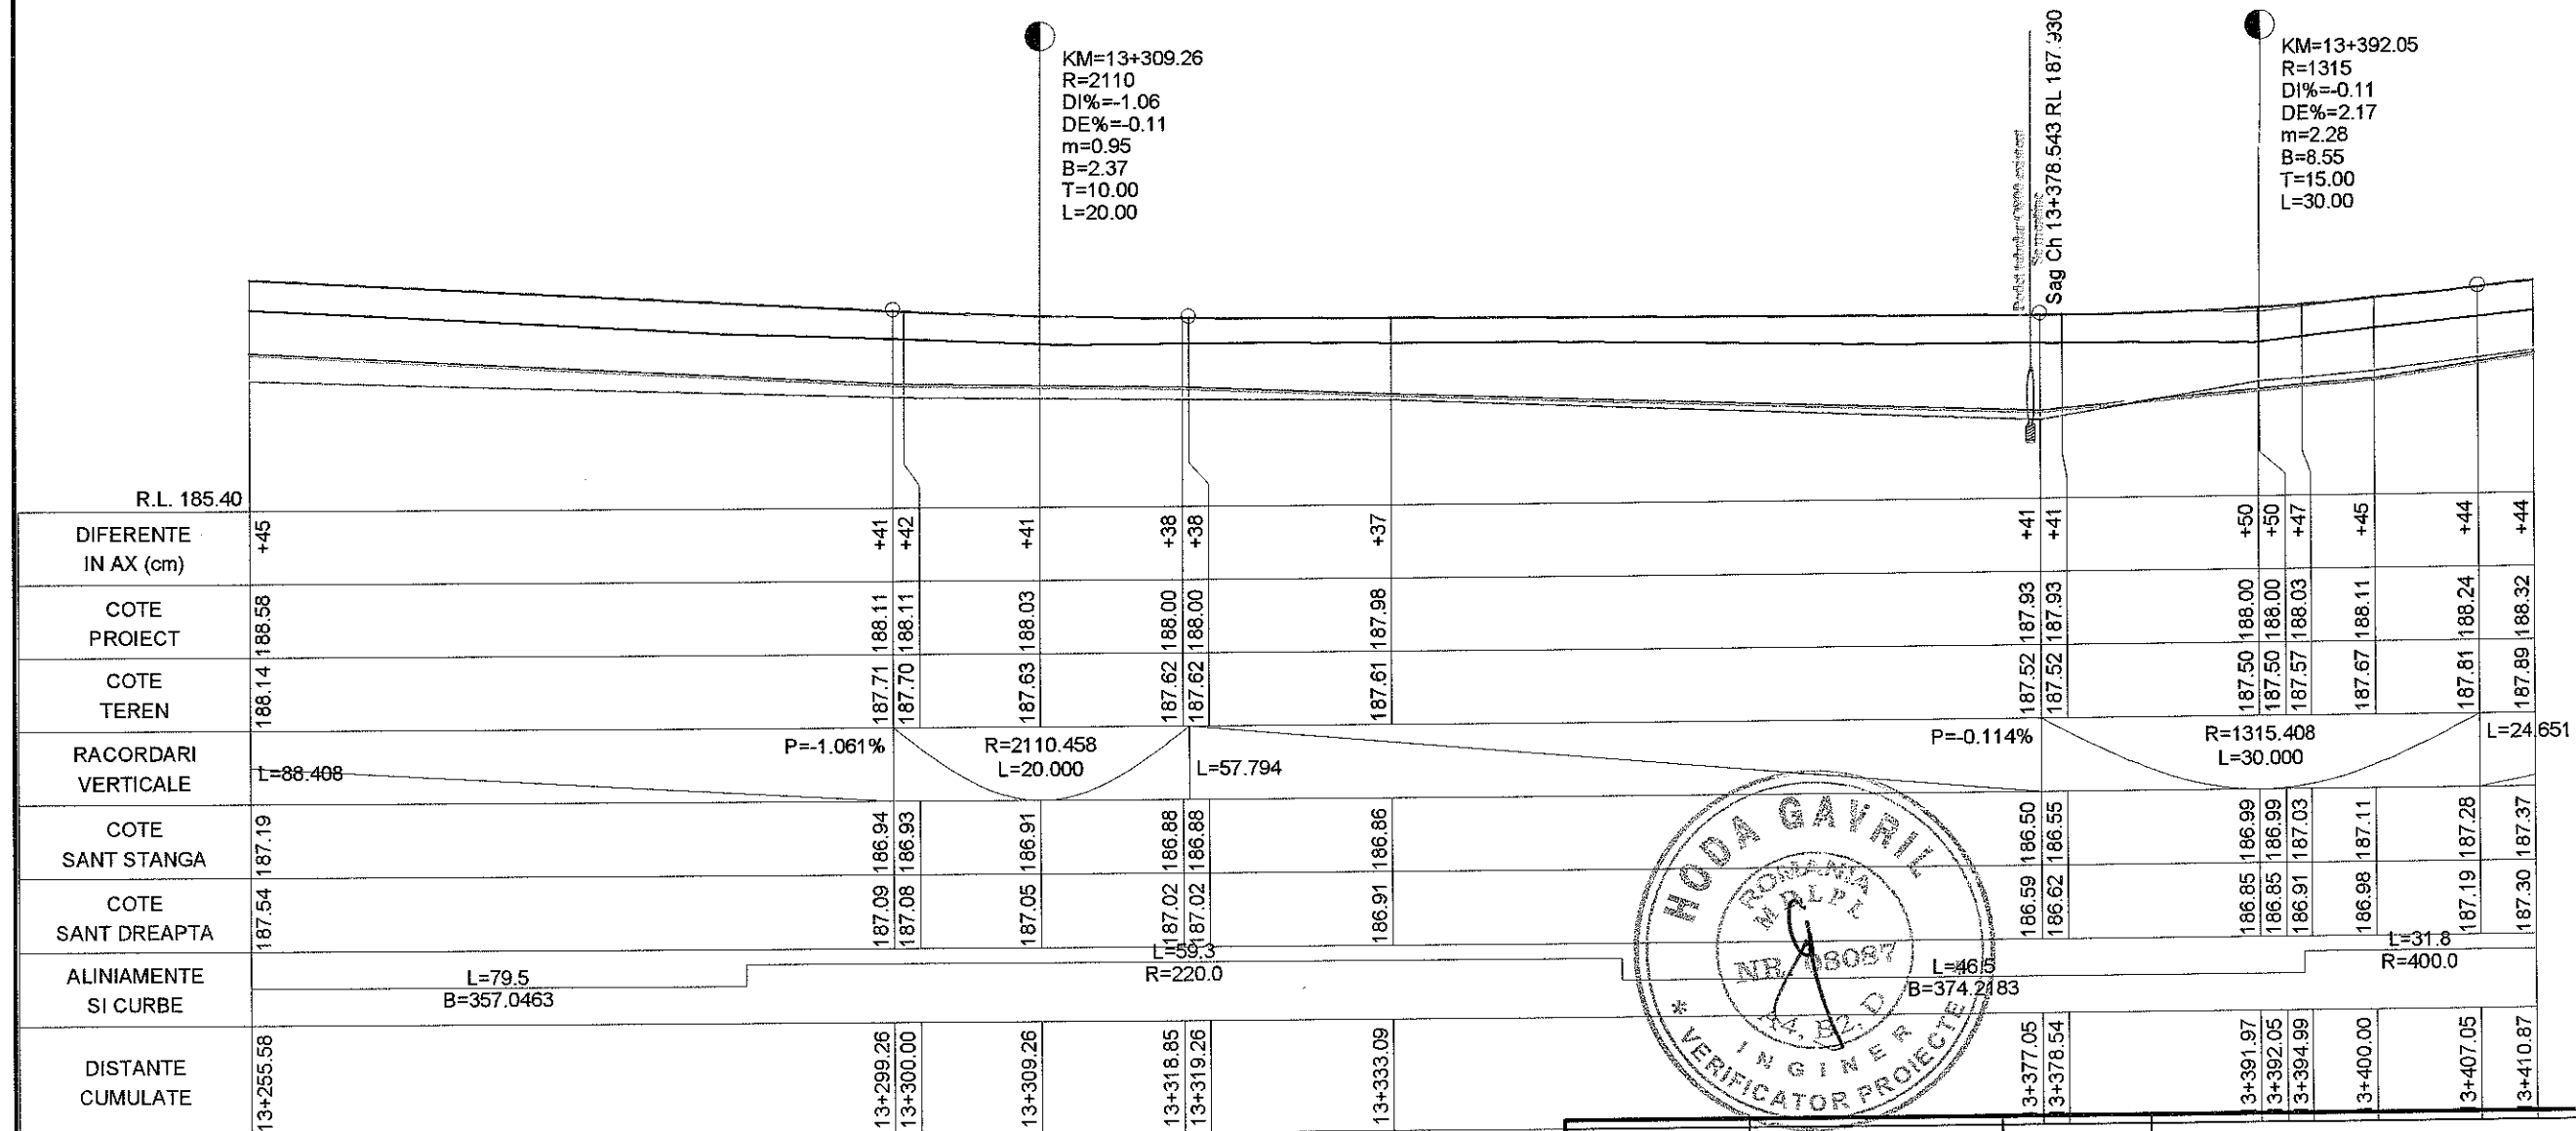 KM=13+309.26
R=2110
DI%=-1.06
DE%=-0.11
m=0.95
B=2.37
T=10.00
L=20.00
Sag Ch 13+378.543 RL 187.930
KM=13+392.05
R=1315
DI%=-0.11
DE%=2.17
m=2.28
B=8.55
T=15.00
L=30.00
R.L. 185.40
DIFERENTE
IN AX (cm)
+45 +41 +42 +41 +38 +38 +37 +41 +41 +50 +50 +47 +45 +44 +44
COTE
PROIECT
188.58 188.11 188.11 188.03 188.00 188.00 187.98 187.93 187.93 188.00 188.00 188.03 188.11 188.24 188.32
COTE
TEREN
188.14 187.71 187.70 187.63 187.62 187.62 187.61 187.52 187.52 187.50 187.50 187.57 187.67 187.81 187.89
RACORDARI
VERTICALE
L=88.408
P=-1.061%
R=2110.458
L=20.000
L=57.794
P=-0.114%
R=1315.408
L=30.000
L=24.651
COTE
SANT STANGA
187.19 186.94 186.93 186.91 186.88 186.88 186.86 186.50 186.55 186.99 186.99 187.03 187.11 187.28 187.37
COTE
SANT DREAPTA
187.54 187.09 187.08 187.05 187.02 187.02 186.91 186.59 186.62 186.85 186.85 186.91 186.98 187.19 187.30
ALINIAMENTE
SI CURBE
L=79.5
B=357.0463
L=59.3
R=220.0
L=46.5
B=374.2183
L=31.8
R=400.0
DISTANTE
CUMULATE
13+255.58 13+299.26 13+300.00 13+309.26 13+318.85 13+319.26 13+333.09 3+377.05 13+378.54 3+391.97 3+392.05 3+394.99 3+400.00 3+407.05 3+410.87
HODA GAVRIL
ROMANIA
M.D.L.P.L
NR. 08087
A4, B2, D
INGINER
* VERIFICATOR PROIECTE